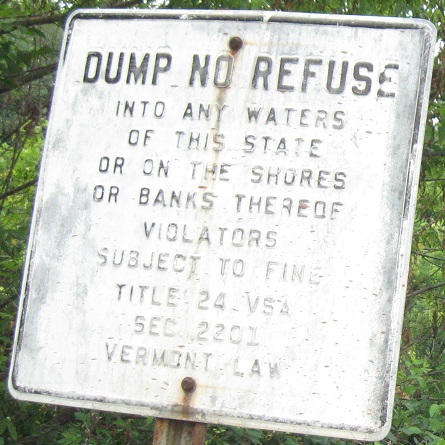 DUMP NO REFUSE
INTO ANY WATERS
OF THIS STATE
OR ON THE SHORES
OR BANKS THEREOF
VIOLATORS
SUBJECT TO FINE
TITLE 24 VSA
SEC 2201
VERMONT LAW